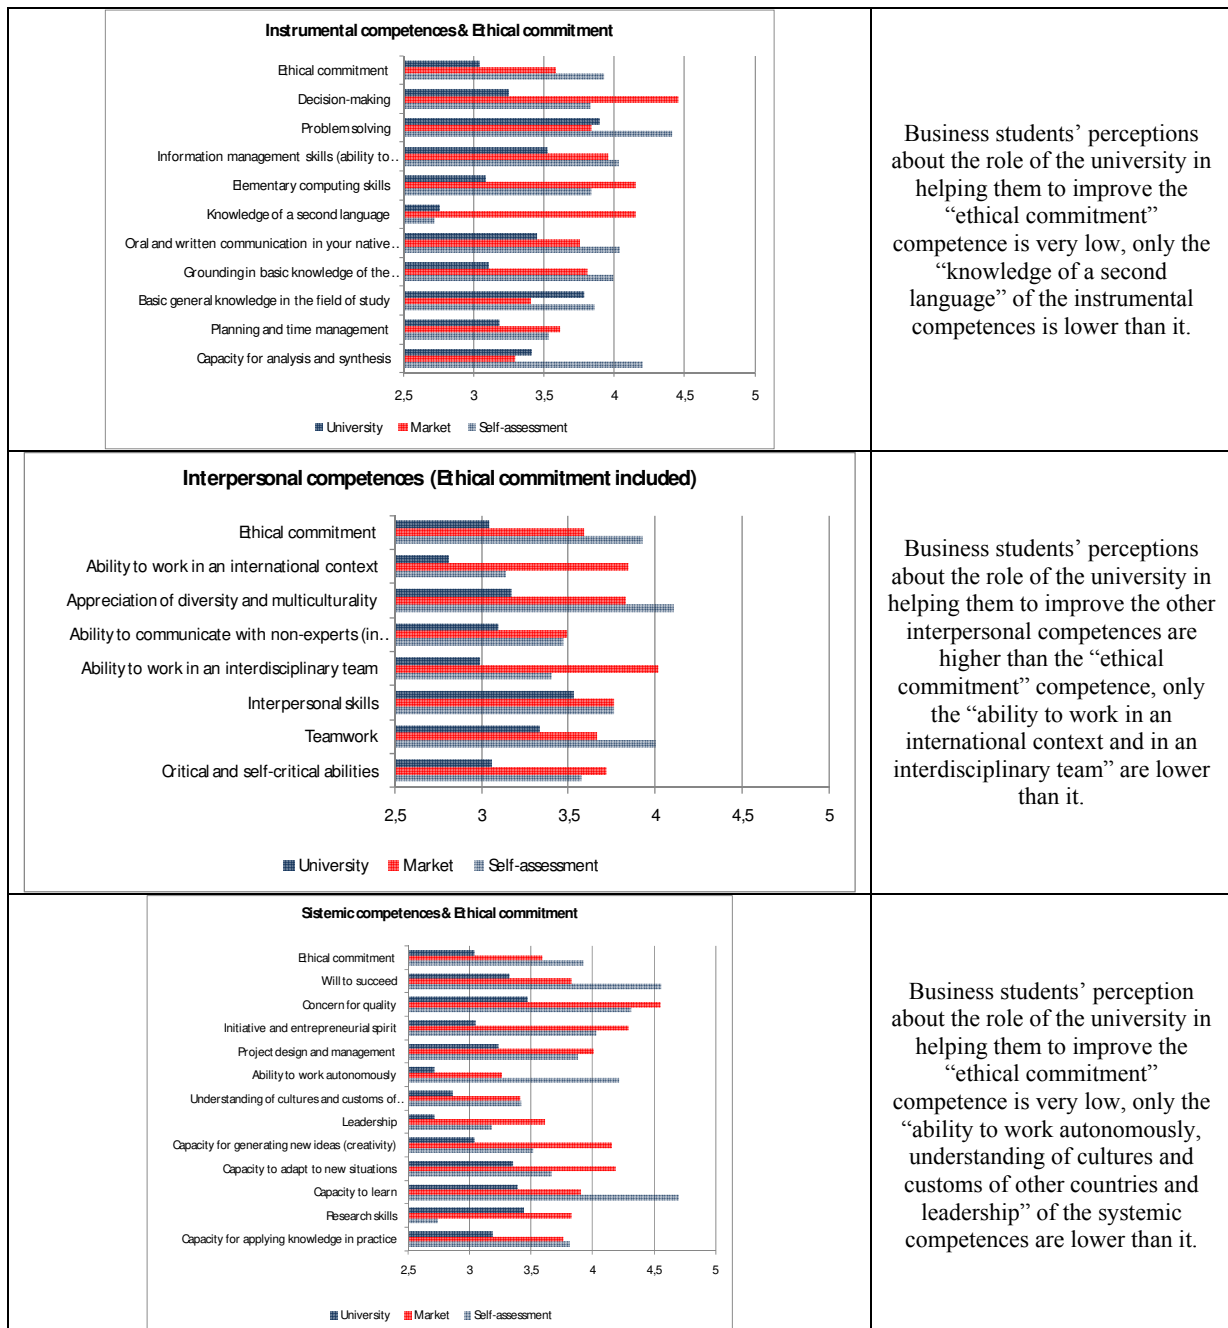 Instrumental competences & Ethical commitment
Ethical commitment
Decision-making
Problem solving
Information management skills (ability to..
Elementary computing skills
Knowledge of a second language
Oral and written communication in your native..
Grounding in basic knowledge of the..
Basic general knowledge in the field of study
Planning and time management
Capacity for analysis and synthesis
2,5 3 3,5 4 4,5 5
University Market Self-assessment
Business students’ perceptions
about the role of the university in
helping them to improve the
“ethical commitment”
competence is very low, only the
“knowledge of a second
language” of the instrumental
competences is lower than it.
Interpersonal competences (Ethical commitment included)
Ethical commitment
Ability to work in an international context
Appreciation of diversity and multiculturality
Ability to communicate with non-experts (in..
Ability to work in an interdisciplinary team
Interpersonal skills
Teamwork
Critical and self-critical abilities
2,5 3 3,5 4 4,5 5
University Market Self-assessment
Business students’ perceptions
about the role of the university in
helping them to improve the other
interpersonal competences are
higher than the “ethical
commitment” competence, only
the “ability to work in an
international context and in an
interdisciplinary team” are lower
than it.
Sistemic competences & Ethical commitment
Ethical commitment
Will to succeed
Concern for quality
Initiative and entrepreneurial spirit
Project design and management
Ability to work autonomously
Understanding of cultures and customs of..
Leadership
Capacity for generating new ideas (creativity)
Capacity to adapt to new situations
Capacity to learn
Research skills
Capacity for applying knowledge in practice
2,5 3 3,5 4 4,5 5
University Market Self-assessment
Business students’ perception
about the role of the university in
helping them to improve the
“ethical commitment”
competence is very low, only the
“ability to work autonomously,
understanding of cultures and
customs of other countries and
leadership” of the systemic
competences are lower than it.